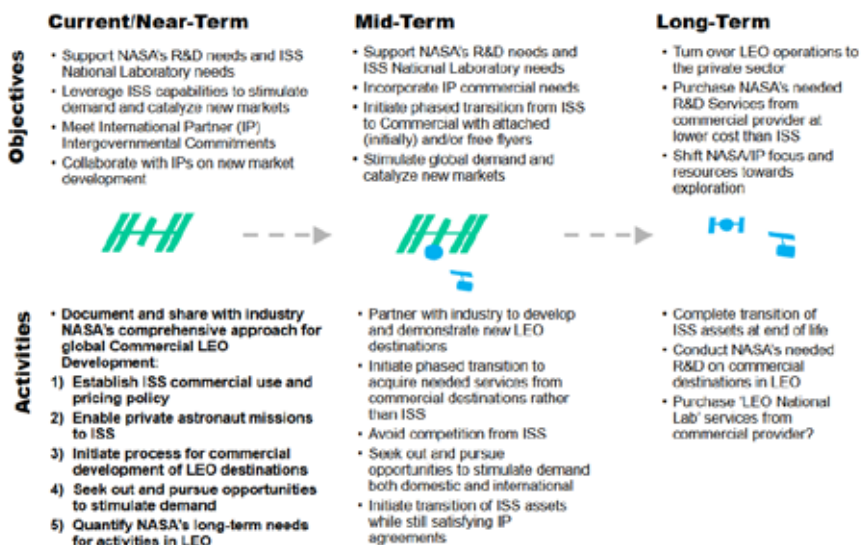 Current/Near-Term
Mid-Term
Long-Term
Objectives
• Support NASA's R&D needs and ISS
National Laboratory needs
• Leverage ISS capabilities to stimulate
demand and catalyze new markets
• Meet International Partner (IP)
Intergovernmental Commitments
• Collaborate with IPs on new market
development
• Support NASA's R&D needs and
ISS National Laboratory needs
• Incorporate IP commercial needs
• Initiate phased transition from ISS
to Commercial with attached
(initially) and/or free flyers
• Stimulate global demand and
catalyze new markets
• Turn over LEO operations to
the private sector
• Purchase NASA's needed
R&D Services from
commercial provider at
lower cost than ISS
• Shift NASA/IP focus and
resources towards
exploration
Activities
• Document and share with industry
NASA's comprehensive approach for
global Commercial LEO
Development:
1) Establish ISS commercial use and
pricing policy
2) Enable private astronaut missions
to ISS
3) Initiate process for commercial
development of LEO destinations
4) Seek out and pursue opportunities
to stimulate demand
5) Quantify NASA's long-term needs
for activities in LEO
• Partner with industry to develop
and demonstrate new LEO
destinations
• Initiate phased transition to
acquire needed services from
commercial destinations rather
than ISS
• Avoid competition from ISS
• Seek out and pursue
opportunities to stimulate demand
both domestic and international
• Initiate transition of ISS assets
while still satisfying IP
agreements
• Complete transition of
ISS assets at end of life
• Conduct NASA's needed
R&D on commercial
destinations in LEO
• Purchase 'LEO National
Lab' services from
commercial provider?